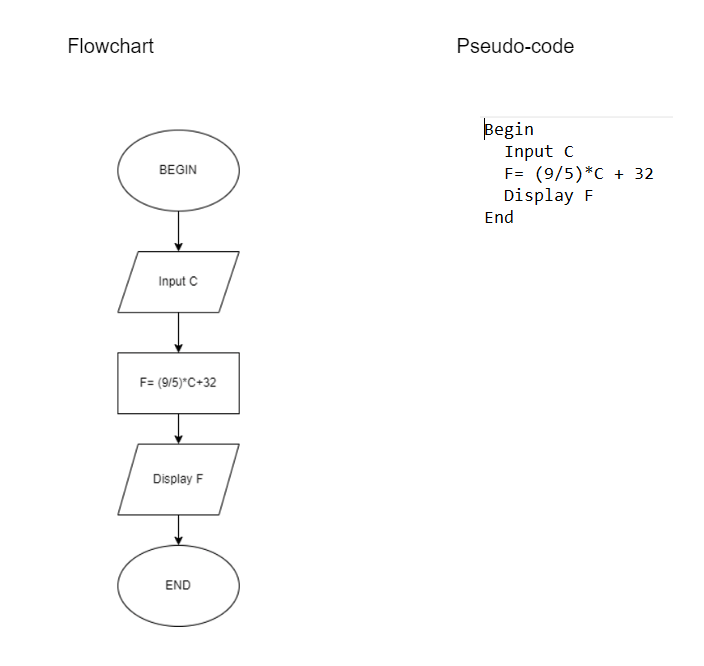 Flowchart
BEGIN
Input C
F= (9/5)*C+32
Display F
END
Pseudo-code
Begin
Input C
F= (9/5)*C + 32
Display F
End